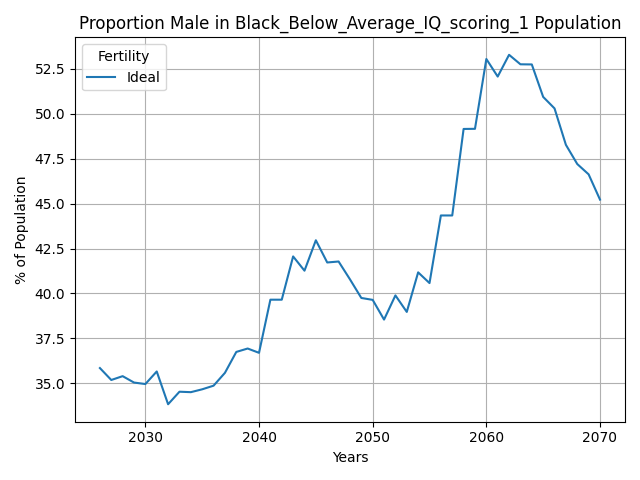 Proportion Male in Black_Below_Average_IQ_scoring_1 Population
Fertility
Ideal
52.5
50.0
47.5
45.0
42.5
40.0
37.5
35.0
% of Population
2030 2040 2050 2060 2070
Years